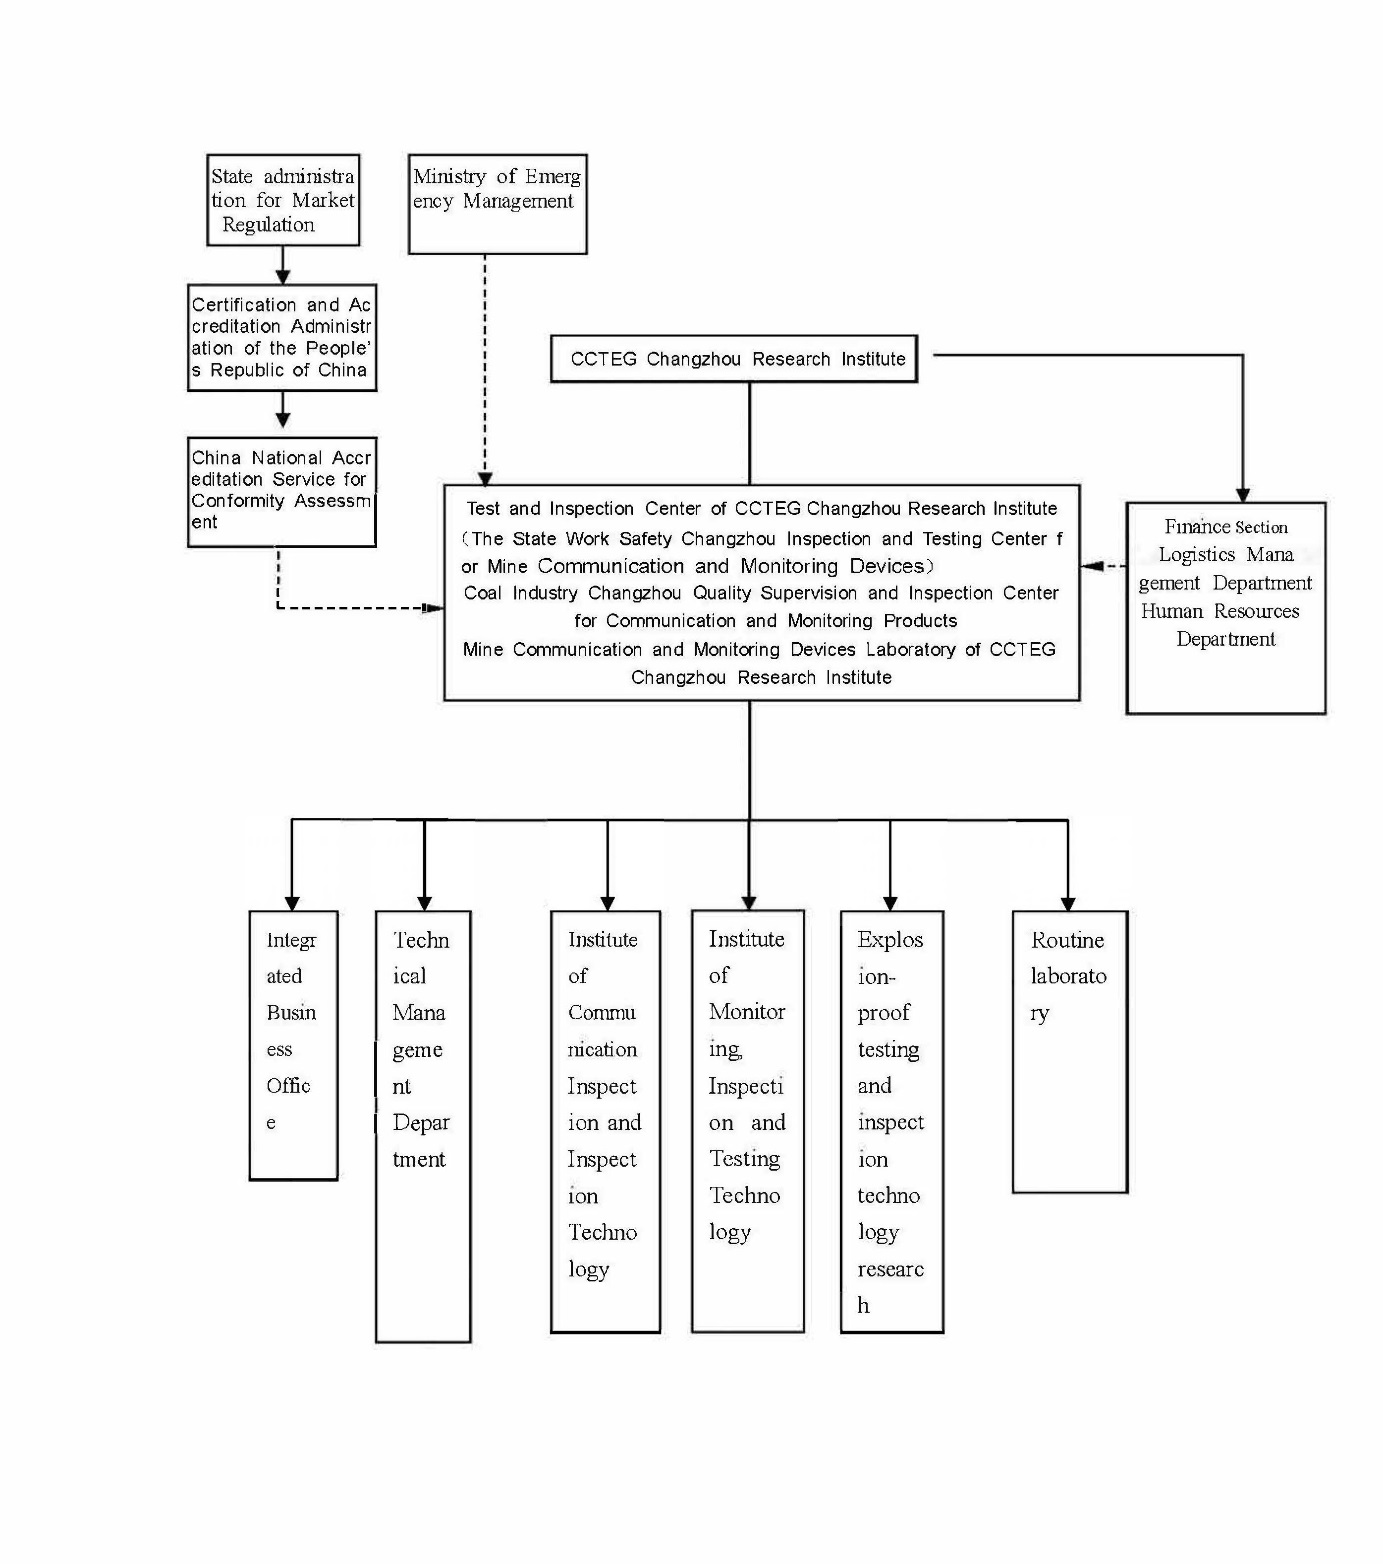 State administra
tion for Market
Regulation
Ministry of Emerg
ency Management
Certification and Ac
creditation Administr
ation of the People'
s Republic of China
CCTEG Changzhou Research Institute
China National Accr
editation Service for
Conformity Assessm
ent
Test and Inspection Center of CCTEG Changzhou Research Institute
(The State Work Safety Changzhou Inspection and Testing Center f
or Mine Communication and Monitoring Devices)
Coal Industry Changzhou Quality Supervision and Inspection Center
for Communication and Monitoring Products
Mine Communication and Monitoring Devices Laboratory of CCTEG
Changzhou Research Institute
Finance Section
Logistics Mana
gement Department
Human Resources
Department
Integr
ated
Busin
ess
Offic
e
Techn
ical
Mana
geme
nt
Depar
tment
Institute
of
Commu
nication
Inspect
ion and
Inspect
ion
Techno
logy
Institute
of
Monitor
ing,
Inspecti
on and
Testing
Techno
logy
Explos
ion-
proof
testing
and
inspect
ion
techno
logy
researc
h
Routine
laborato
ry